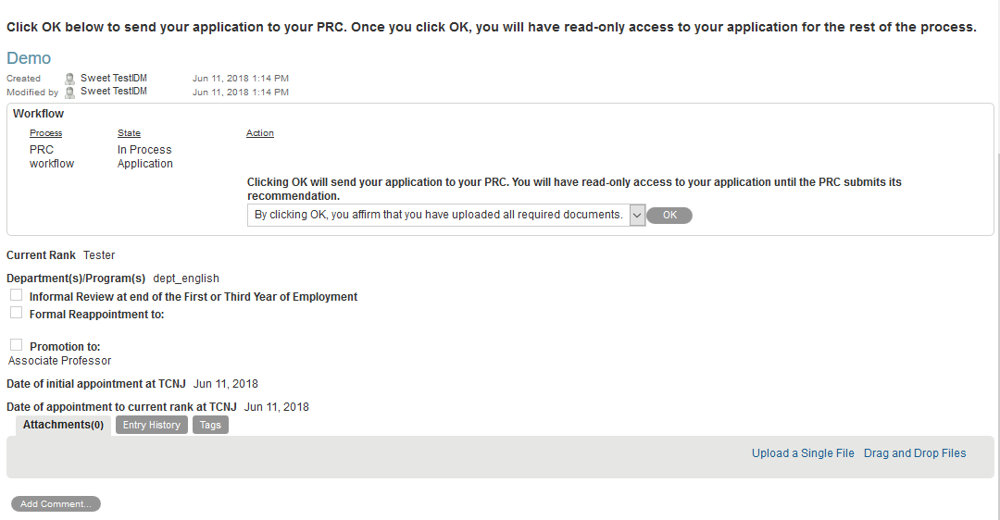 Click OK below to send your application to your PRC. Once you click OK, you will have read-only access to your application for the rest of the process.
Demo
Created Sweet TestIDM Jun 11, 2018 1:14 PM
Modified by Sweet TestIDM Jun 11, 2018 1:14 PM
Workflow
Process State Action
PRC In Process
workflow Application
Clicking OK will send your application to your PRC. You will have read-only access to your application until the PRC submits its
recommendation.
By clicking OK, you affirm that you have uploaded all required documents. OK
Current Rank Tester
Department(s)/Program(s) dept_english
Informal Review at end of the First or Third Year of Employment
Formal Reappointment to:
Promotion to:
Associate Professor
Date of initial appointment at TCNJ Jun 11, 2018
Date of appointment to current rank at TCNJ Jun 11, 2018
Attachments(0) Entry History Tags
Upload a Single File Drag and Drop Files
Add Comment...